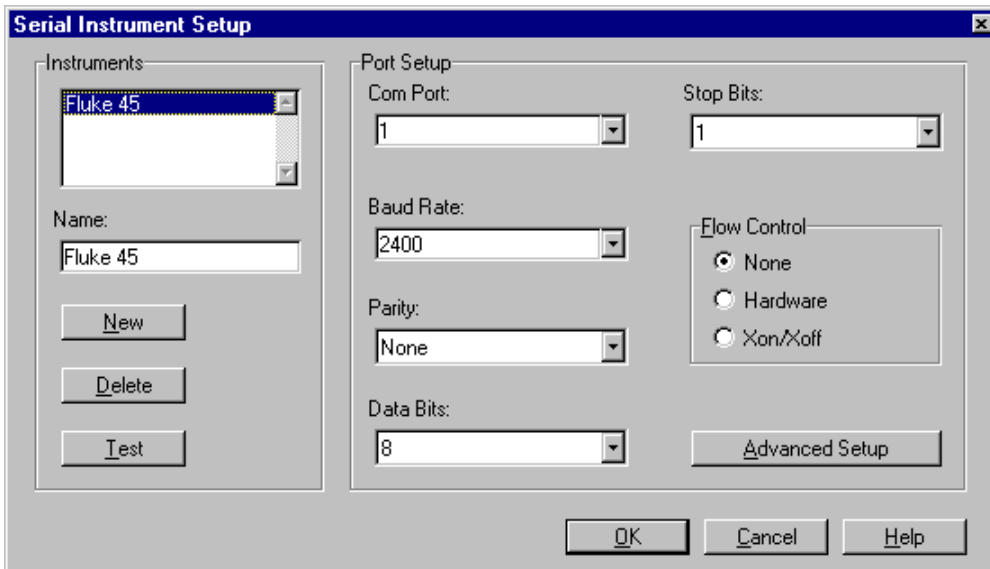 Serial Instrument Setup
Instruments
Fluke 45
Name:
Fluke 45
New
Delete
Test
Port Setup
Com Port:
1
Stop Bits:
1
Baud Rate:
2400
Flow Control
None
Hardware
Xon/Xoff
Parity:
None
Data Bits:
8
Advanced Setup
OK
Cancel
Help